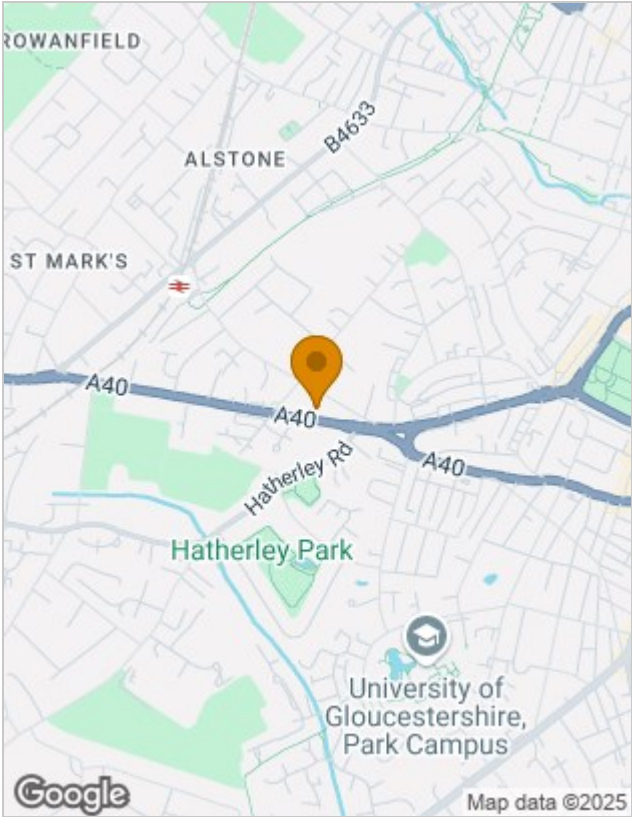 ROWANFIELD
B4633
ALSTONE
ST MARK'S
A40
A40
A40
Hatherley Rd
Hatherley Park
University of
Gloucestershire,
Park Campus
Google
Map data ©2025